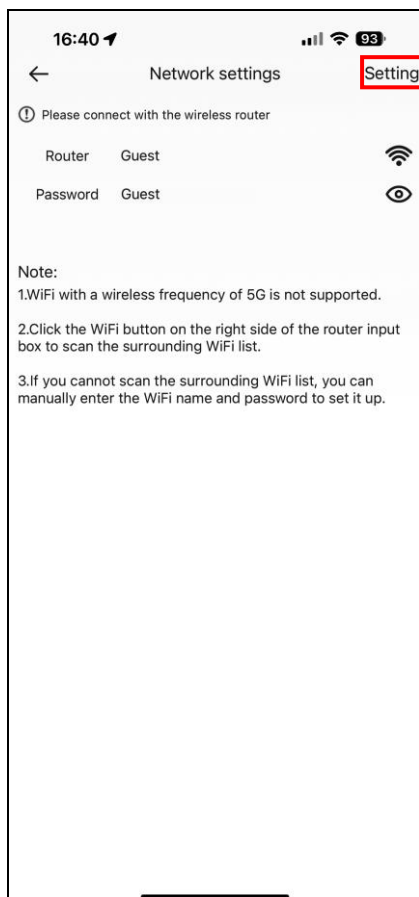 16:40 93
Network settings Setting
Please connect with the wireless router
Router Guest
Password Guest
Note:
1.WiFi with a wireless frequency of 5G is not supported.
2.Click the WiFi button on the right side of the router input
box to scan the surrounding WiFi list.
3.If you cannot scan the surrounding WiFi list, you can
manually enter the WiFi name and password to set it up.